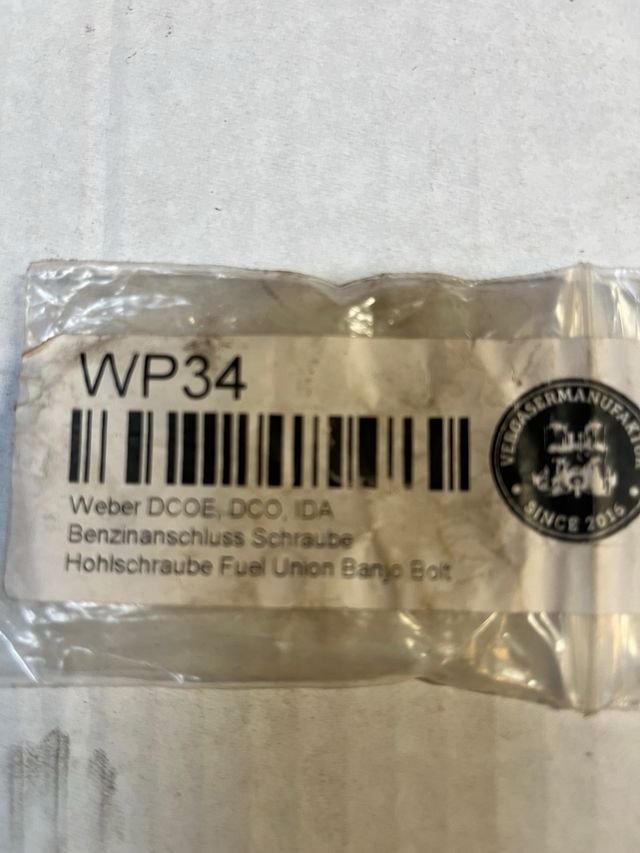 WP34
VERGASERMANUFAKTUR
SINCE 2016
Weber DCOE, DCO, IDA
Benzinanschluss Schraube
Hohlschraube Fuel Union Banjo Bolt